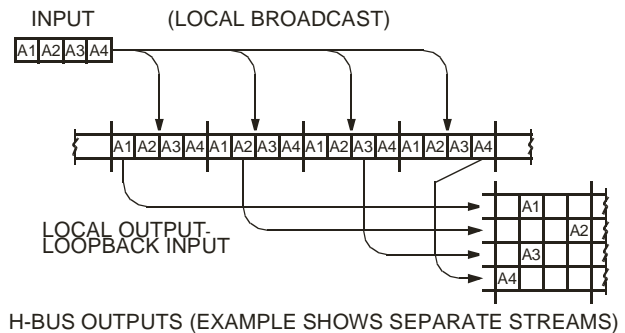 INPUT (LOCAL BROADCAST)
A1 A2 A3 A4
A1 A2 A3 A4 A1 A2 A3 A4 A1 A2 A3 A4 A1 A2 A3 A4
A1
LOCAL OUTPUT-
LOOPBACK INPUT
A2
A3
A4
H-BUS OUTPUTS (EXAMPLE SHOWS SEPARATE STREAMS)